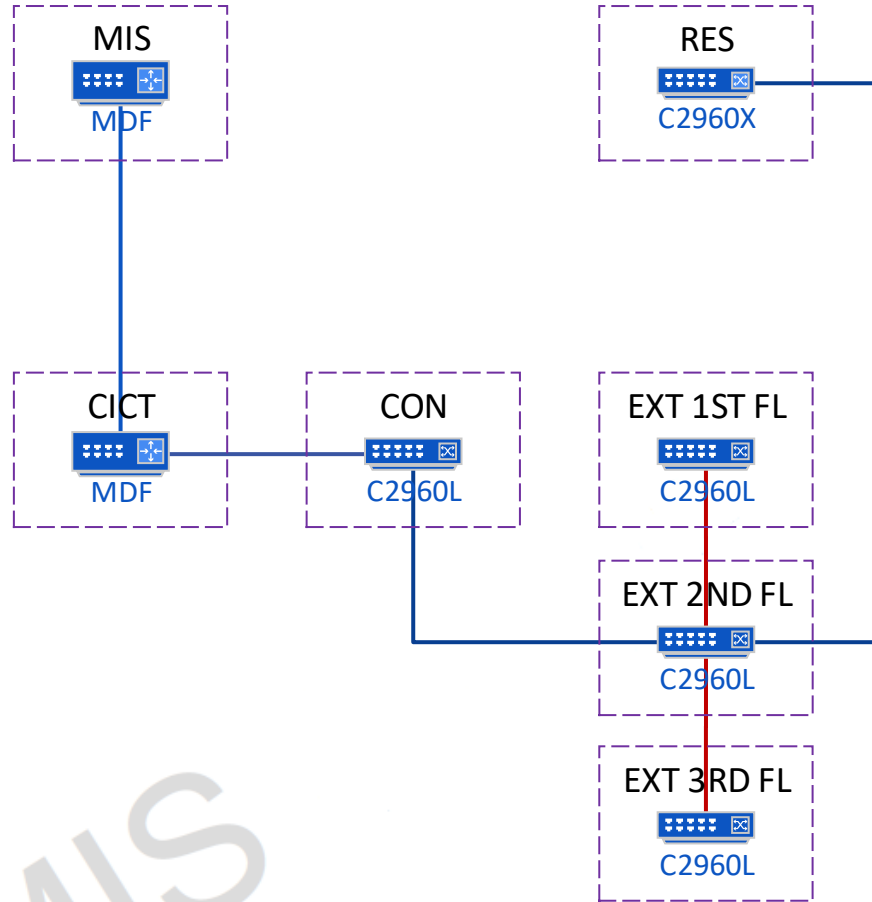 MIS
MDF
RES
C2960X
CICT
MDF
CON
C2960L
EXT 1ST FL
C2960L
EXT 2ND FL
C2960L
EXT 3RD FL
C2960L
MIS